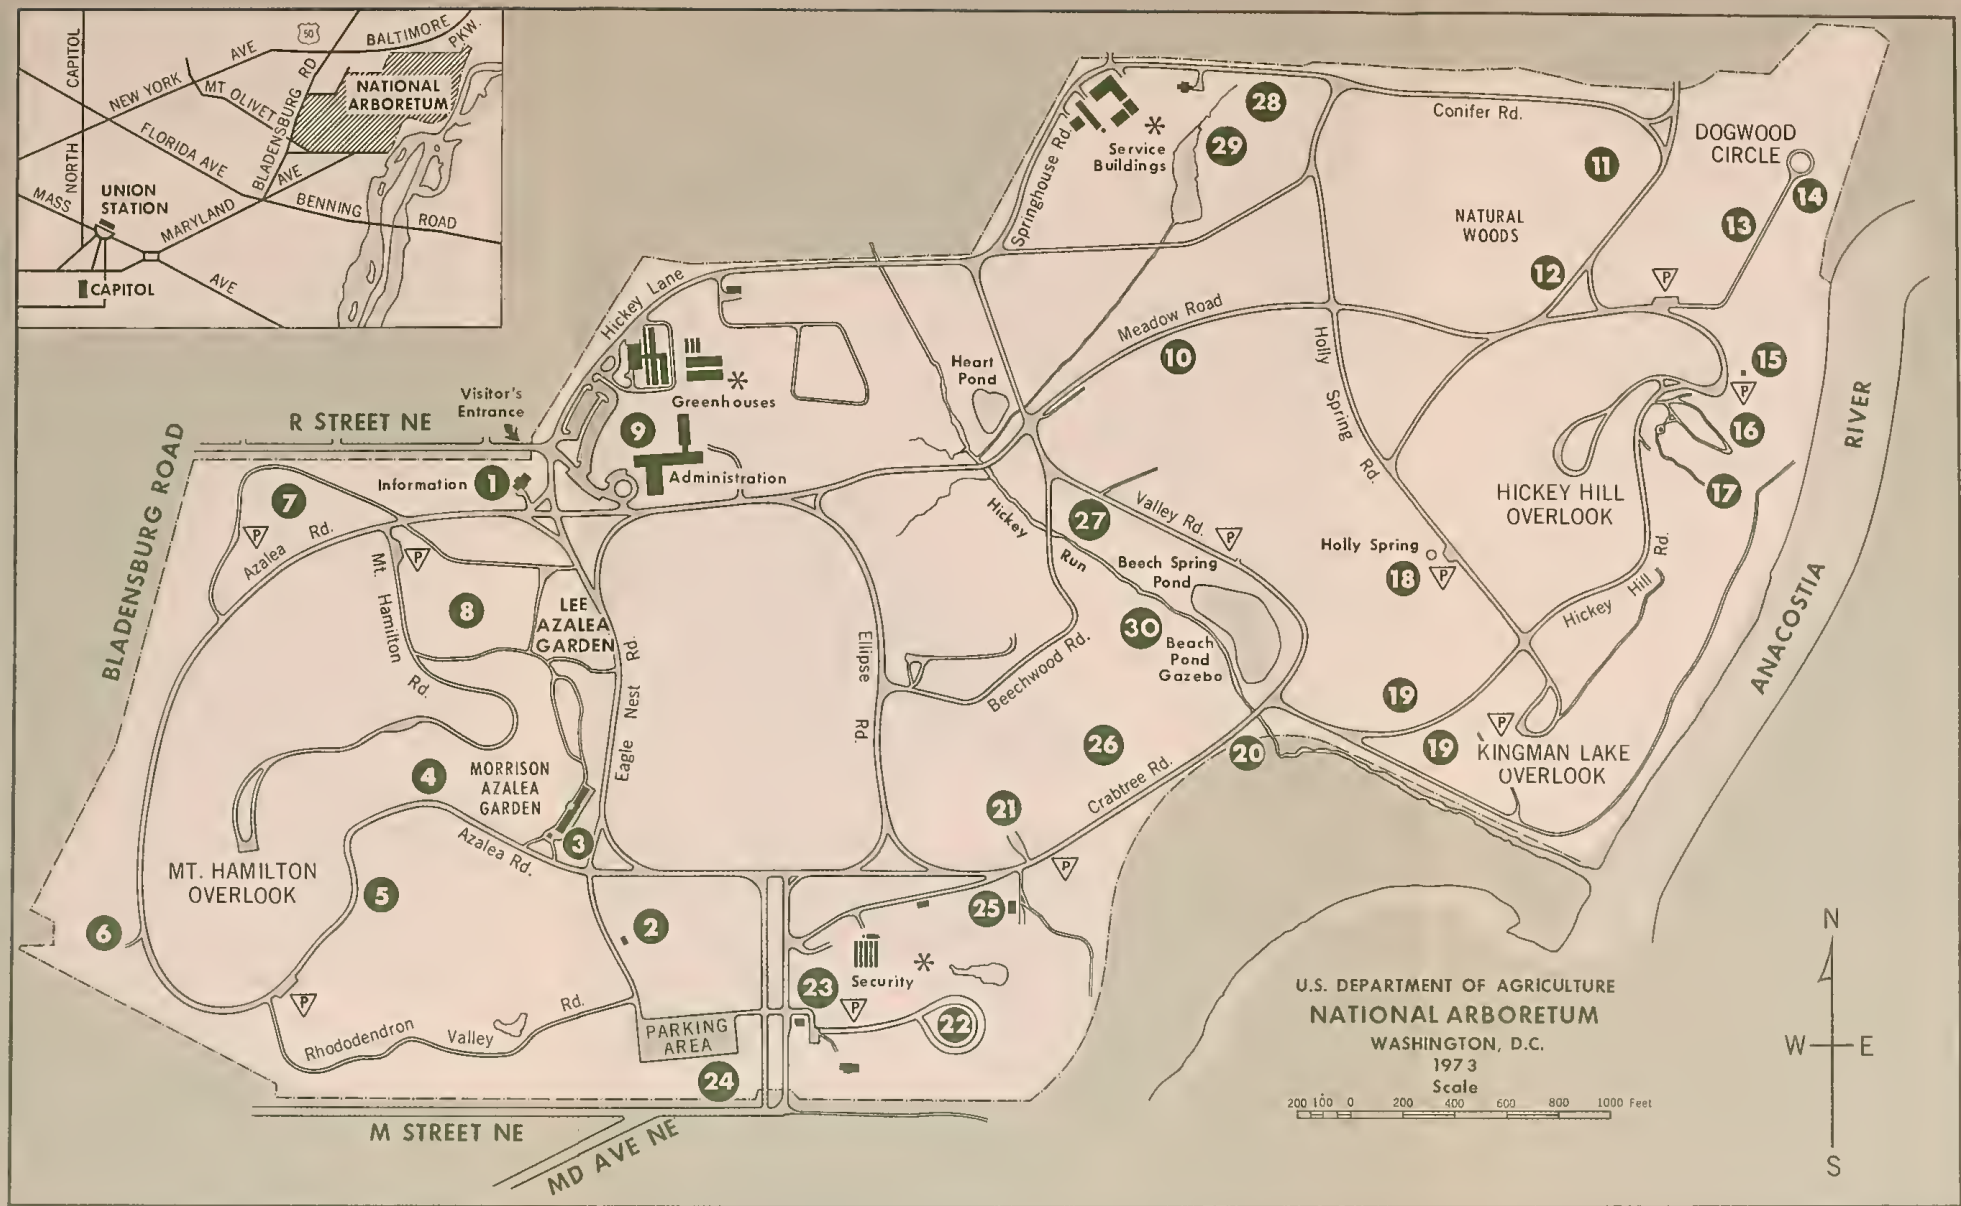 50
BALTIMORE
PKW.
NEW YORK AVE
MT OLIVET
NATIONAL
ARBORETUM
NORTH CAPITOL
FLORIDA AVE
BLADENSBURG RD
AVE
MASS
UNION
STATION
MARYLAND
BENNING ROAD
AVE
CAPITOL
Service
Buildings
Springhouse Rd.
28
29
Conifer Rd.
11
DOGWOOD
CIRCLE
14
13
NATURAL
WOODS
12
P
Hickey Lane
Meadow Road
10
Holly Spring Rd.
Heart
Pond
Greenhouses
Visitor's
Entrance
R STREET NE
9
Administration
Information
1
15
P
16
17
HICKEY HILL
OVERLOOK
RIVER
ANACOSTIA
BLADENSBURG ROAD
7
P
Azalea Rd.
P
Mt. Hamilton Rd.
8
LEE
AZALEA
GARDEN
Hickey Run
27
Valley Rd.
P
Beech Spring
Pond
Holly Spring
18
P
Hickey Hill Rd.
30
Beach
Pond
Gazebo
Ellipse Rd.
Beechwood Rd.
Eagle Nest Rd.
19
P
19
KINGMAN LAKE
OVERLOOK
20
26
Crabtree Rd.
21
P
4
MORRISON
AZALEA
GARDEN
3
Azalea Rd.
MT. HAMILTON
OVERLOOK
5
6
P
2
25
Security
23
P
22
Rhododendron Valley Rd.
PARKING
AREA
24
M STREET NE
MD AVE NE
U.S. DEPARTMENT OF AGRICULTURE
NATIONAL ARBORETUM
WASHINGTON, D.C.
1973
Scale
200 100 0 200 400 600 800 1000 Feet
N
W E
S